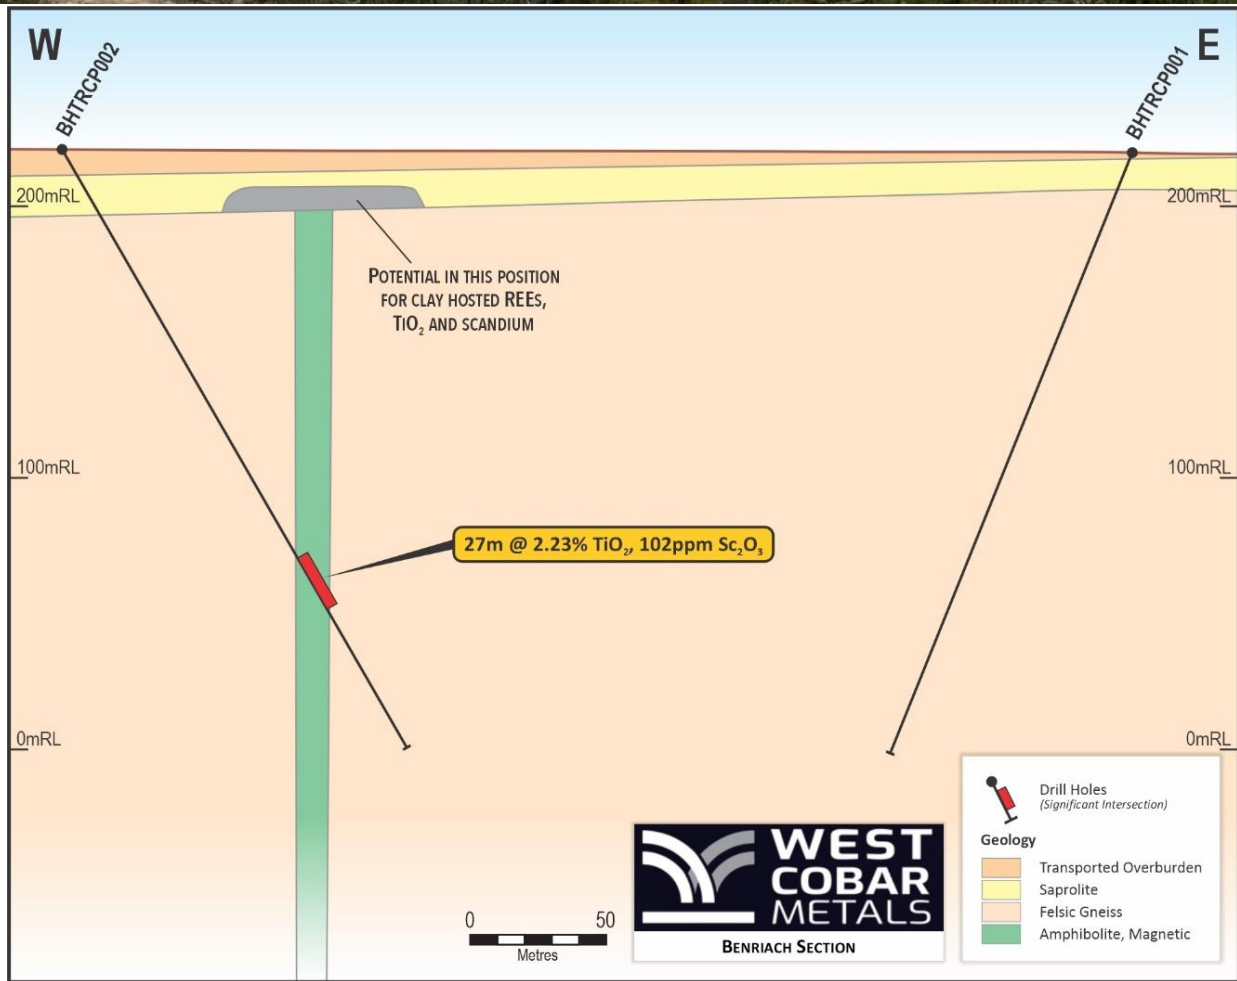 W
E
BHTRCP002
BHTRCP001
200mRL
200mRL
POTENTIAL IN THIS POSITION
FOR CLAY HOSTED REES,
TIO₂ AND SCANDIUM
100mRL
100mRL
27m @ 2.23% TiO₂, 102ppm Sc₂O₃
0mRL
0mRL
0
50
Metres
WEST
COBAR
METALS
BENRIACH SECTION
Drill Holes
(Significant Intersection)
Geology
Transported Overburden
Saprolite
Felsic Gneiss
Amphibolite, Magnetic